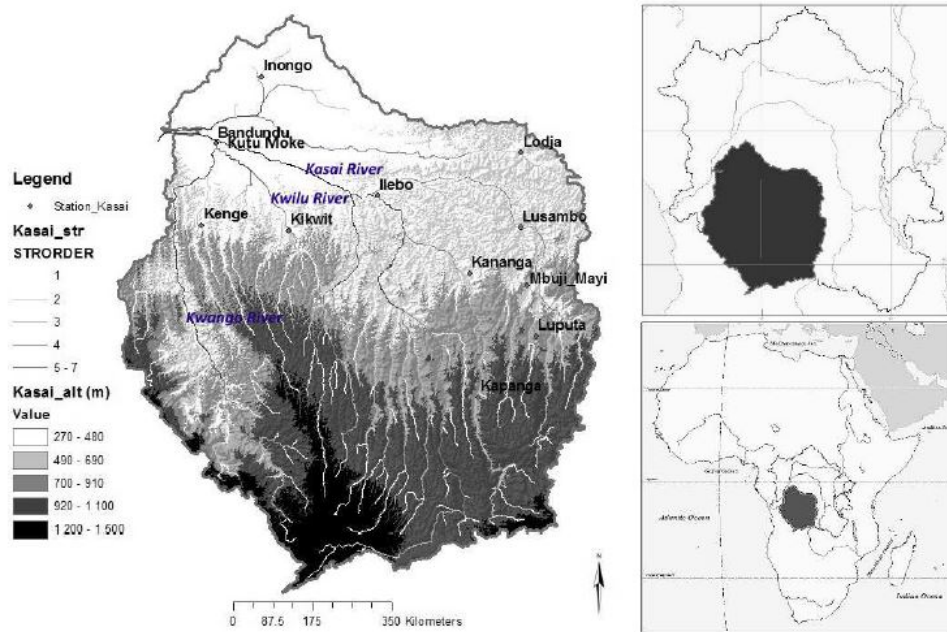 Inongo
Bandundu
Kutu Moke
Lodja
Kasai River
Ilebo
Kwilu River
Kenge
Kikwit
Lusambo
Kananga
Mbuji_Mayi
Kwango River
Luputa
Kapanga
Legend
Station_Kasai
Kasai_str
STRORDER
1
2
3
4
5 - 7
Kasai_alt (m)
Value
270 - 480
490 - 690
700 - 910
920 - 1 100
1 200 - 1 500
0 87.5 175 350 Kilometers
N
Atlantic Ocean
Indian Ocean